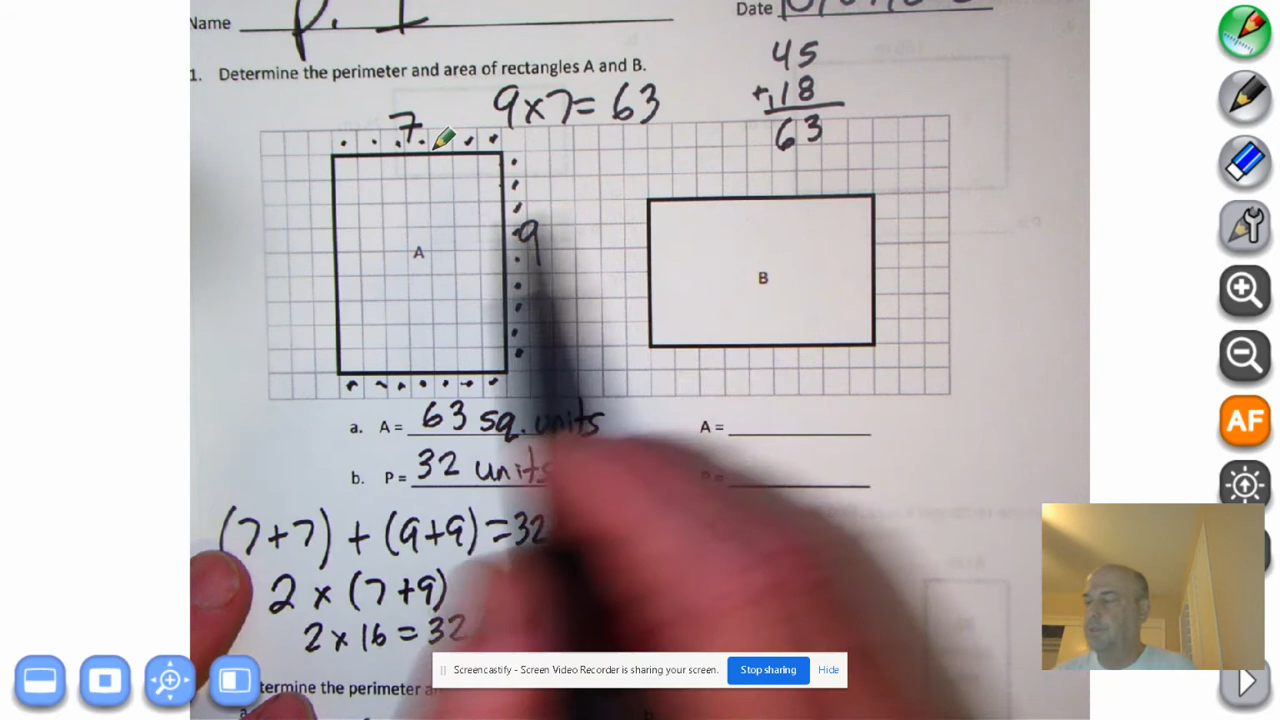 Name P. I Date
1. Determine the perimeter and area of rectangles A and B.
45
+ 18
1
63
9x7= 63
7
9
A
B
a. A = 63 sq. units A =
b. P = 32 units P =
(7+7) + (9+9) = 32
2 x (7+9)
2 x 16 = 32
Screencastify - Screen Video Recorder is sharing your screen. Stop sharing Hide
termine the perimeter
AF